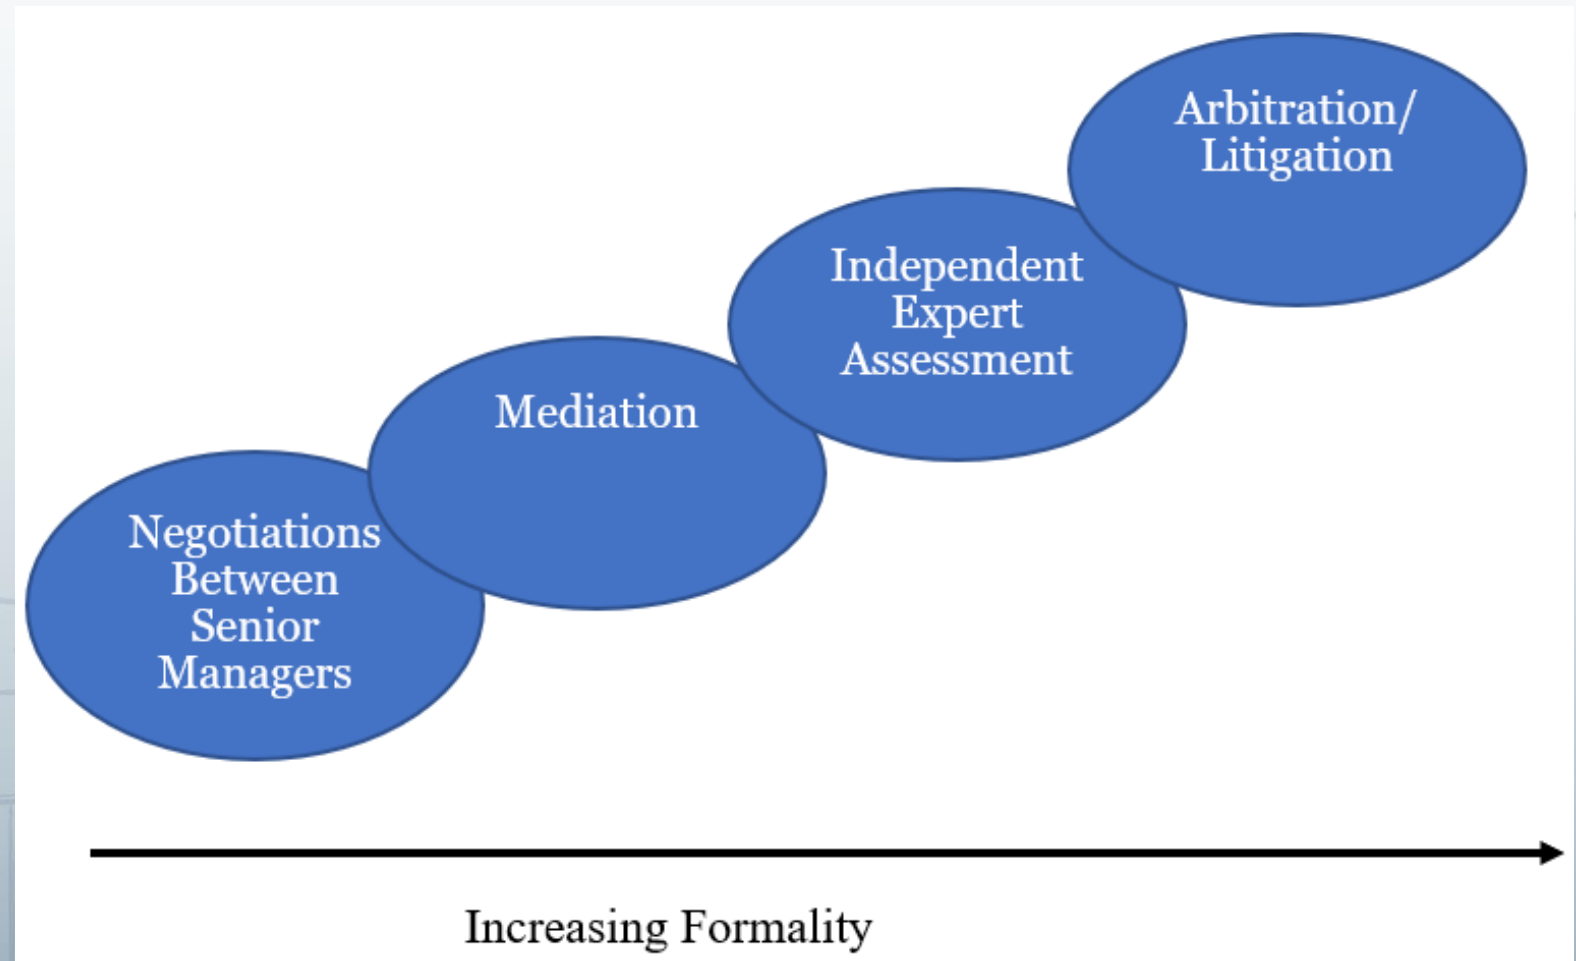 Arbitration/
Litigation
Independent
Expert
Assessment
Mediation
Negotiations
Between
Senior
Managers
Increasing Formality